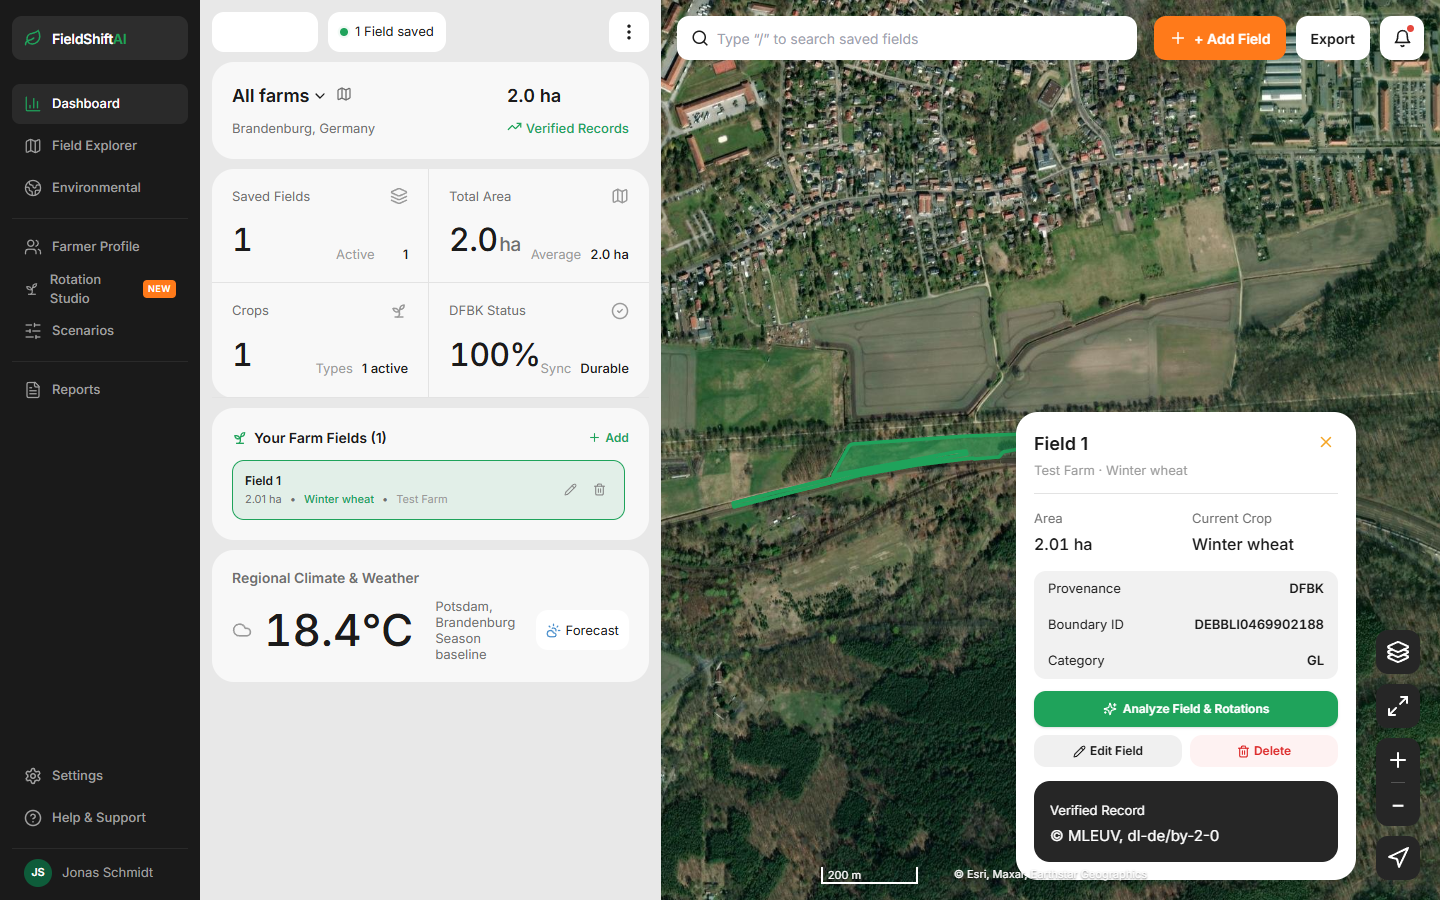 FieldShiftAI
Dashboard
Field Explorer
Environmental
Farmer Profile
Rotation
Studio
NEW
Scenarios
Reports
Settings
Help & Support
JS
Jonas Schmidt
1 Field saved
All farms
2.0 ha
Brandenburg, Germany
Verified Records
Saved Fields
1
Active 1
Total Area
2.0 ha
Average 2.0 ha
Crops
1
Types 1 active
DFBK Status
100%
Sync Durable
Your Farm Fields (1)
+ Add
Field 1
2.01 ha • Winter wheat • Test Farm
Regional Climate & Weather
18.4°C
Potsdam,
Brandenburg
Season
baseline
Forecast
Type “/” to search saved fields
+ Add Field
Export
Field 1
Test Farm · Winter wheat
Area
2.01 ha
Current Crop
Winter wheat
Provenance DFBK
Boundary ID DEBBLI0469902188
Category GL
Analyze Field & Rotations
Edit Field
Delete
Verified Record
© MLEUV, dl-de/by-2-0
200 m
© Esri, Maxar, Earthstar Geographics